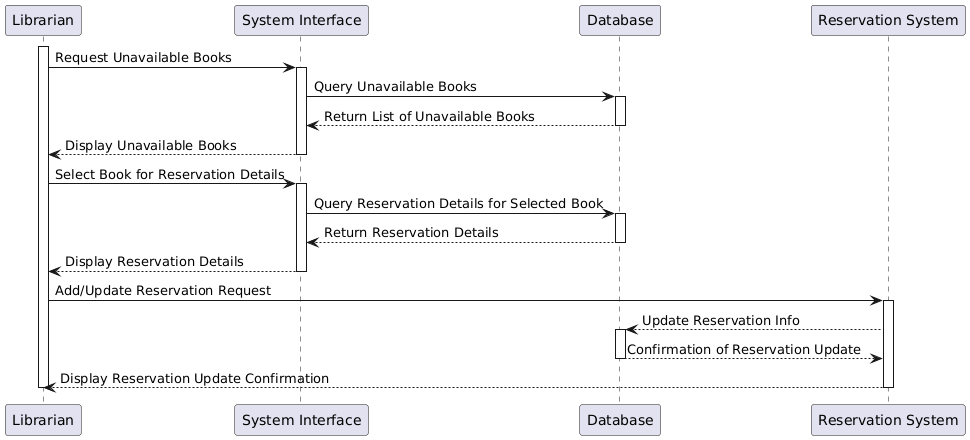 Librarian
System Interface
Database
Reservation System
Request Unavailable Books
Query Unavailable Books
Return List of Unavailable Books
Display Unavailable Books
Select Book for Reservation Details
Query Reservation Details for Selected Book
Return Reservation Details
Display Reservation Details
Add/Update Reservation Request
Update Reservation Info
Confirmation of Reservation Update
Display Reservation Update Confirmation
Librarian
System Interface
Database
Reservation System